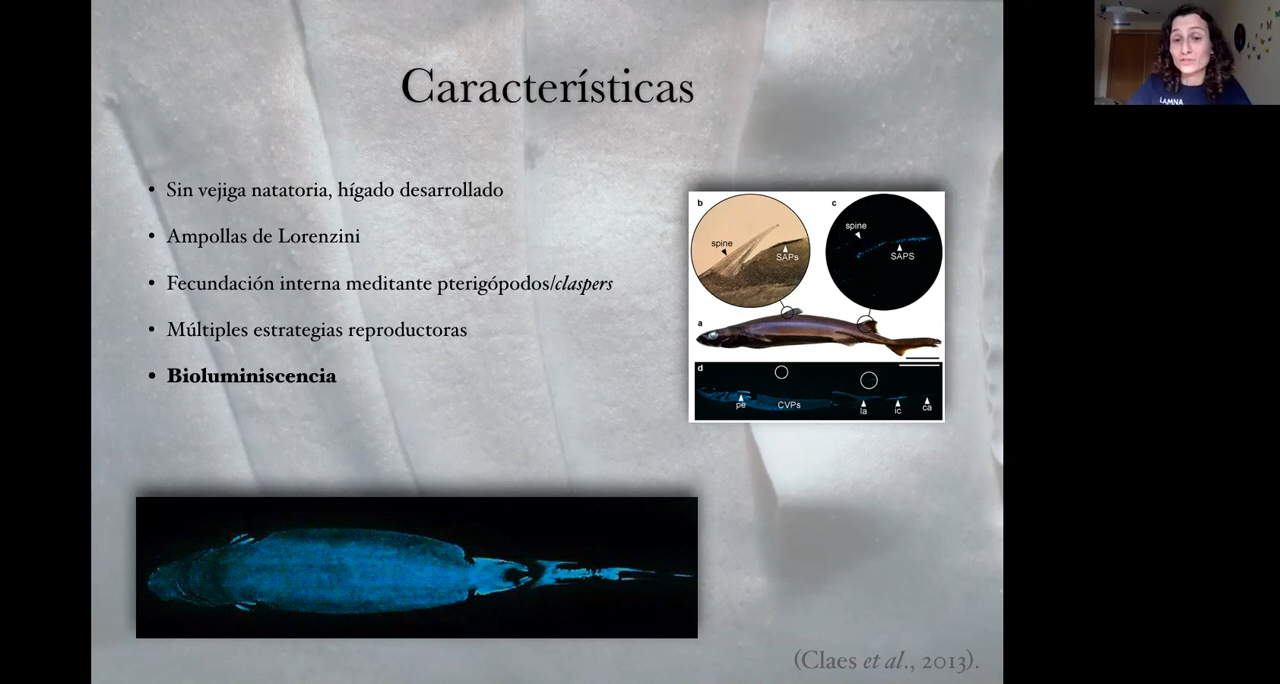 Características
• Sin vejiga natatoria, hígado desarrollado
• Ampollas de Lorenzini
• Fecundación interna meditante pterigópodos/claspers
• Múltiples estrategias reproductoras
• Bioluminiscencia
b
c
spine
SAPs
spine
SAPS
a
d
pe
CVPs
la
ic
ca
(Claes et al., 2013).
LAMNA